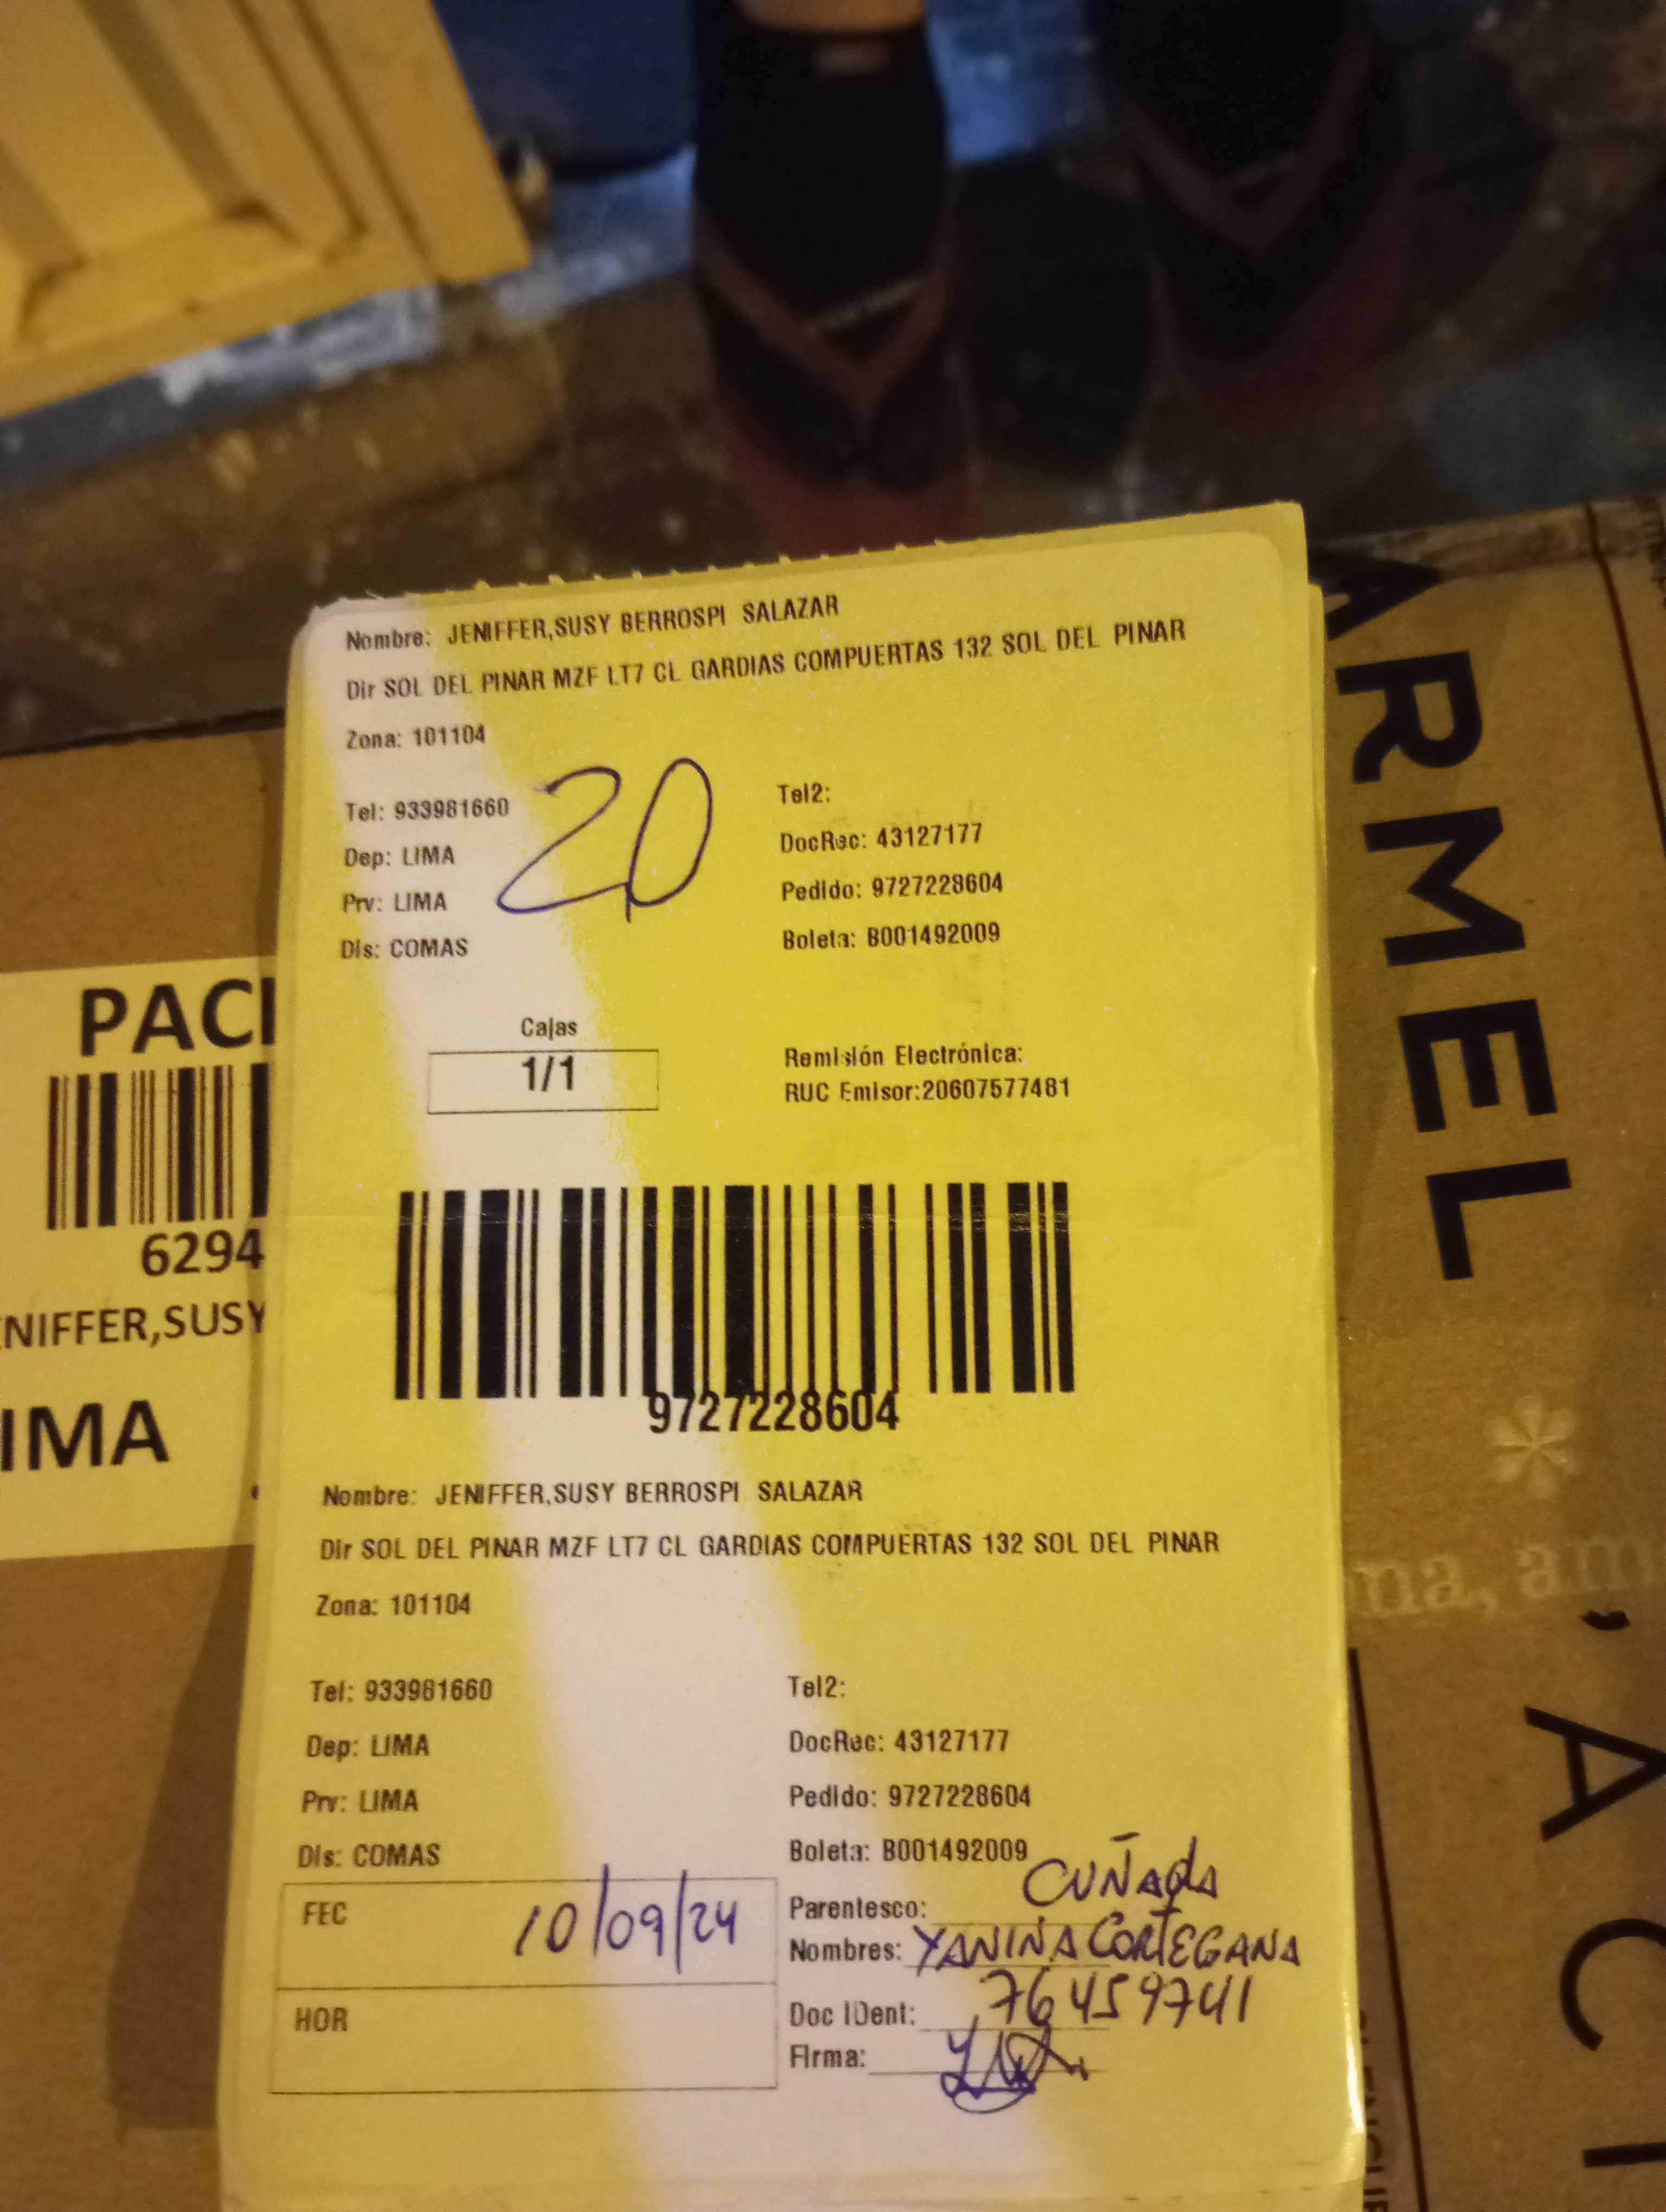 Nombre: JENIFFER,SUSY BERROSPI SALAZAR
Dir SOL DEL PINAR MZF LT7 CL GARDIAS COMPUERTAS 132 SOL DEL PINAR
Zona: 101104
20
Tel: 933981660
Tel2:
Dep: LIMA
DocRec: 43127177
Prv: LIMA
Pedido: 9727228604
Dis: COMAS
Boleta: B001492009
Cajas
1/1
Remisión Electrónica:
RUC Emisor:20607577481
9727228604
Nombre: JENIFFER,SUSY BERROSPI SALAZAR
Dir SOL DEL PINAR MZF LT7 CL GARDIAS COMPUERTAS 132 SOL DEL PINAR
Zona: 101104
Tel: 933981660
Tel2:
Dep: LIMA
DocRec: 43127177
Prv: LIMA
Pedido: 9727228604
Dis: COMAS
Boleta: B001492009
FEC 10/09/24
Parentesco: CUÑADA
Nombres: YANINA CORTEGANA
HOR
Doc IDent: 76459741
Firma:
PACI
6294
ENIFFER,SUSY
IMA
ARMEL
na, am
ACI